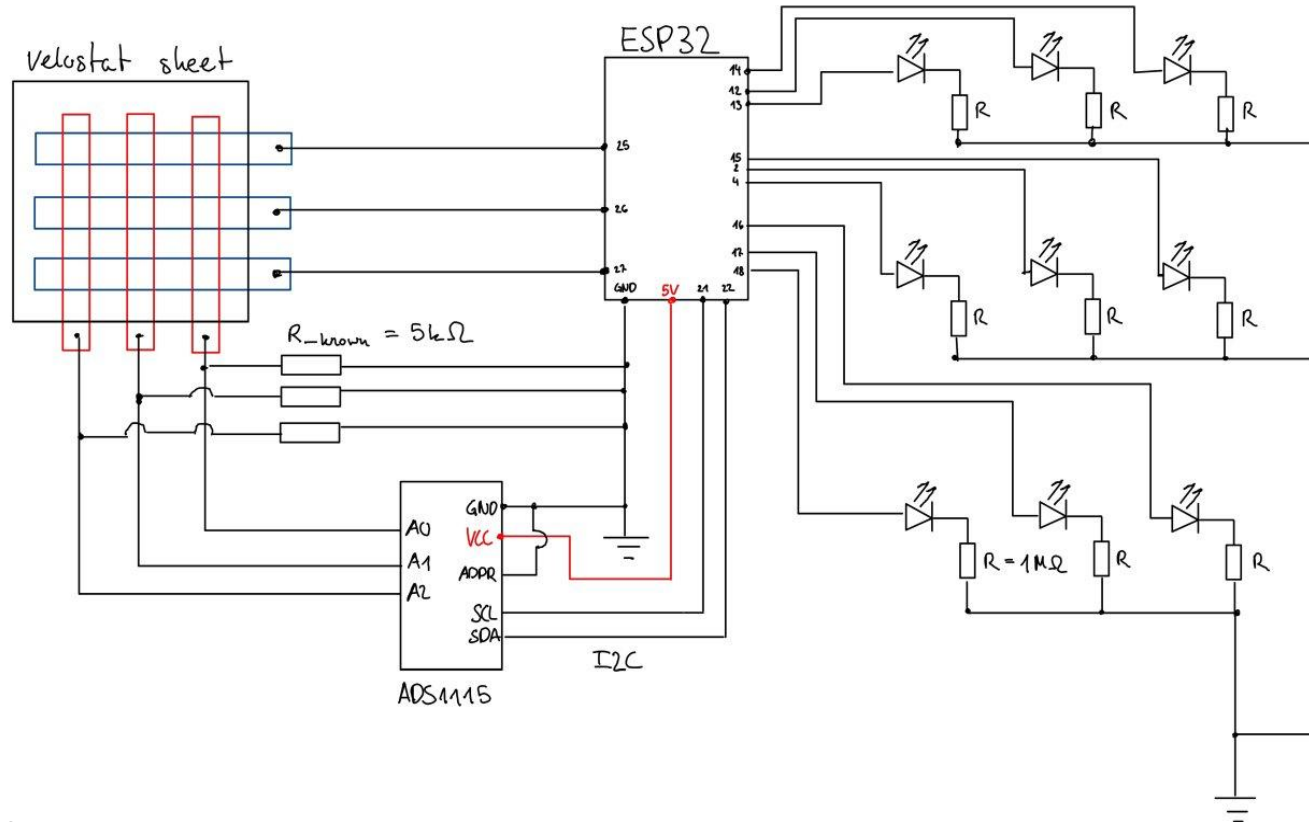 Velostat sheet
ESP32
14
12
13
25
26
27
15
2
4
16
17
18
GND
5V
21
22
R
R
R
R
R
R
R_known = 5kΩ
R = 1MΩ
R
R
GND
VCC
ADDR
SCL
SDA
A0
A1
A2
I2C
ADS1115